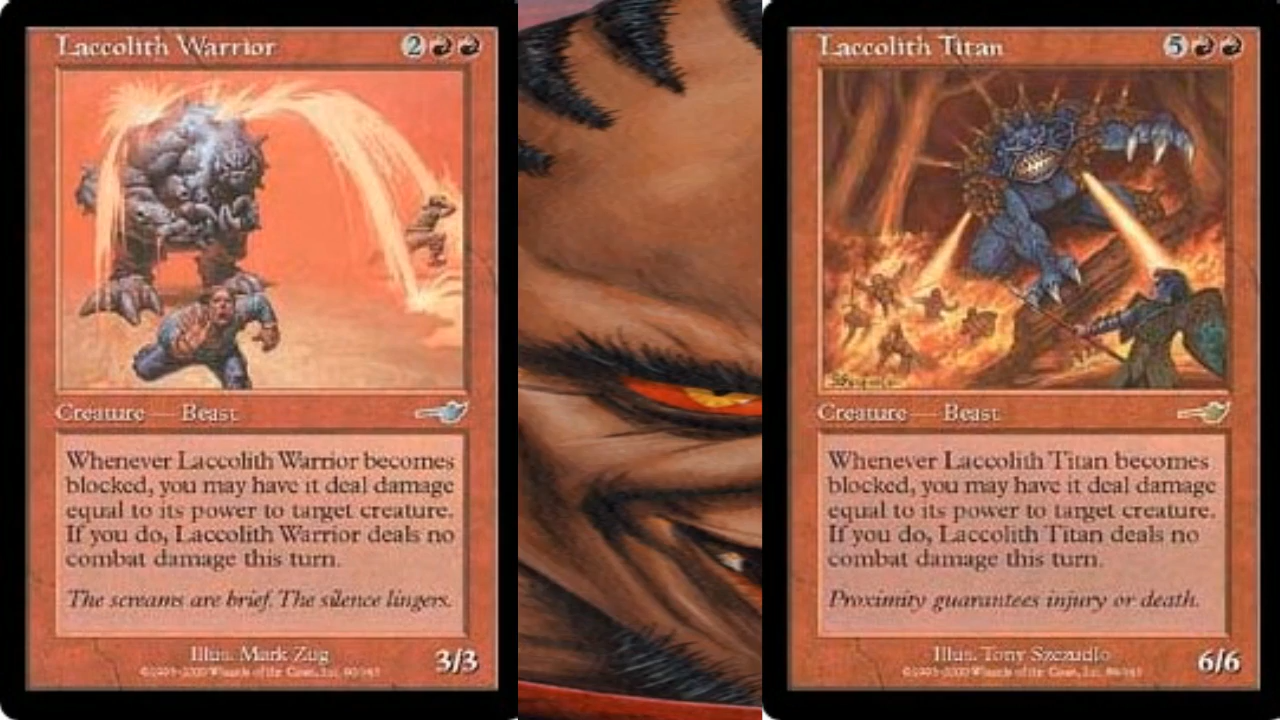 Laccolith Warrior
2
Creature — Beast
Whenever Laccolith Warrior becomes
blocked, you may have it deal damage
equal to its power to target creature.
If you do, Laccolith Warrior deals no
combat damage this turn.
The screams are brief. The silence lingers.
Illus. Mark Zug
3/3
Laccolith Titan
5
Creature — Beast
Whenever Laccolith Titan becomes
blocked, you may have it deal damage
equal to its power to target creature.
If you do, Laccolith Titan deals no
combat damage this turn.
Proximity guarantees injury or death.
Illus. Tony Szczudlo
6/6